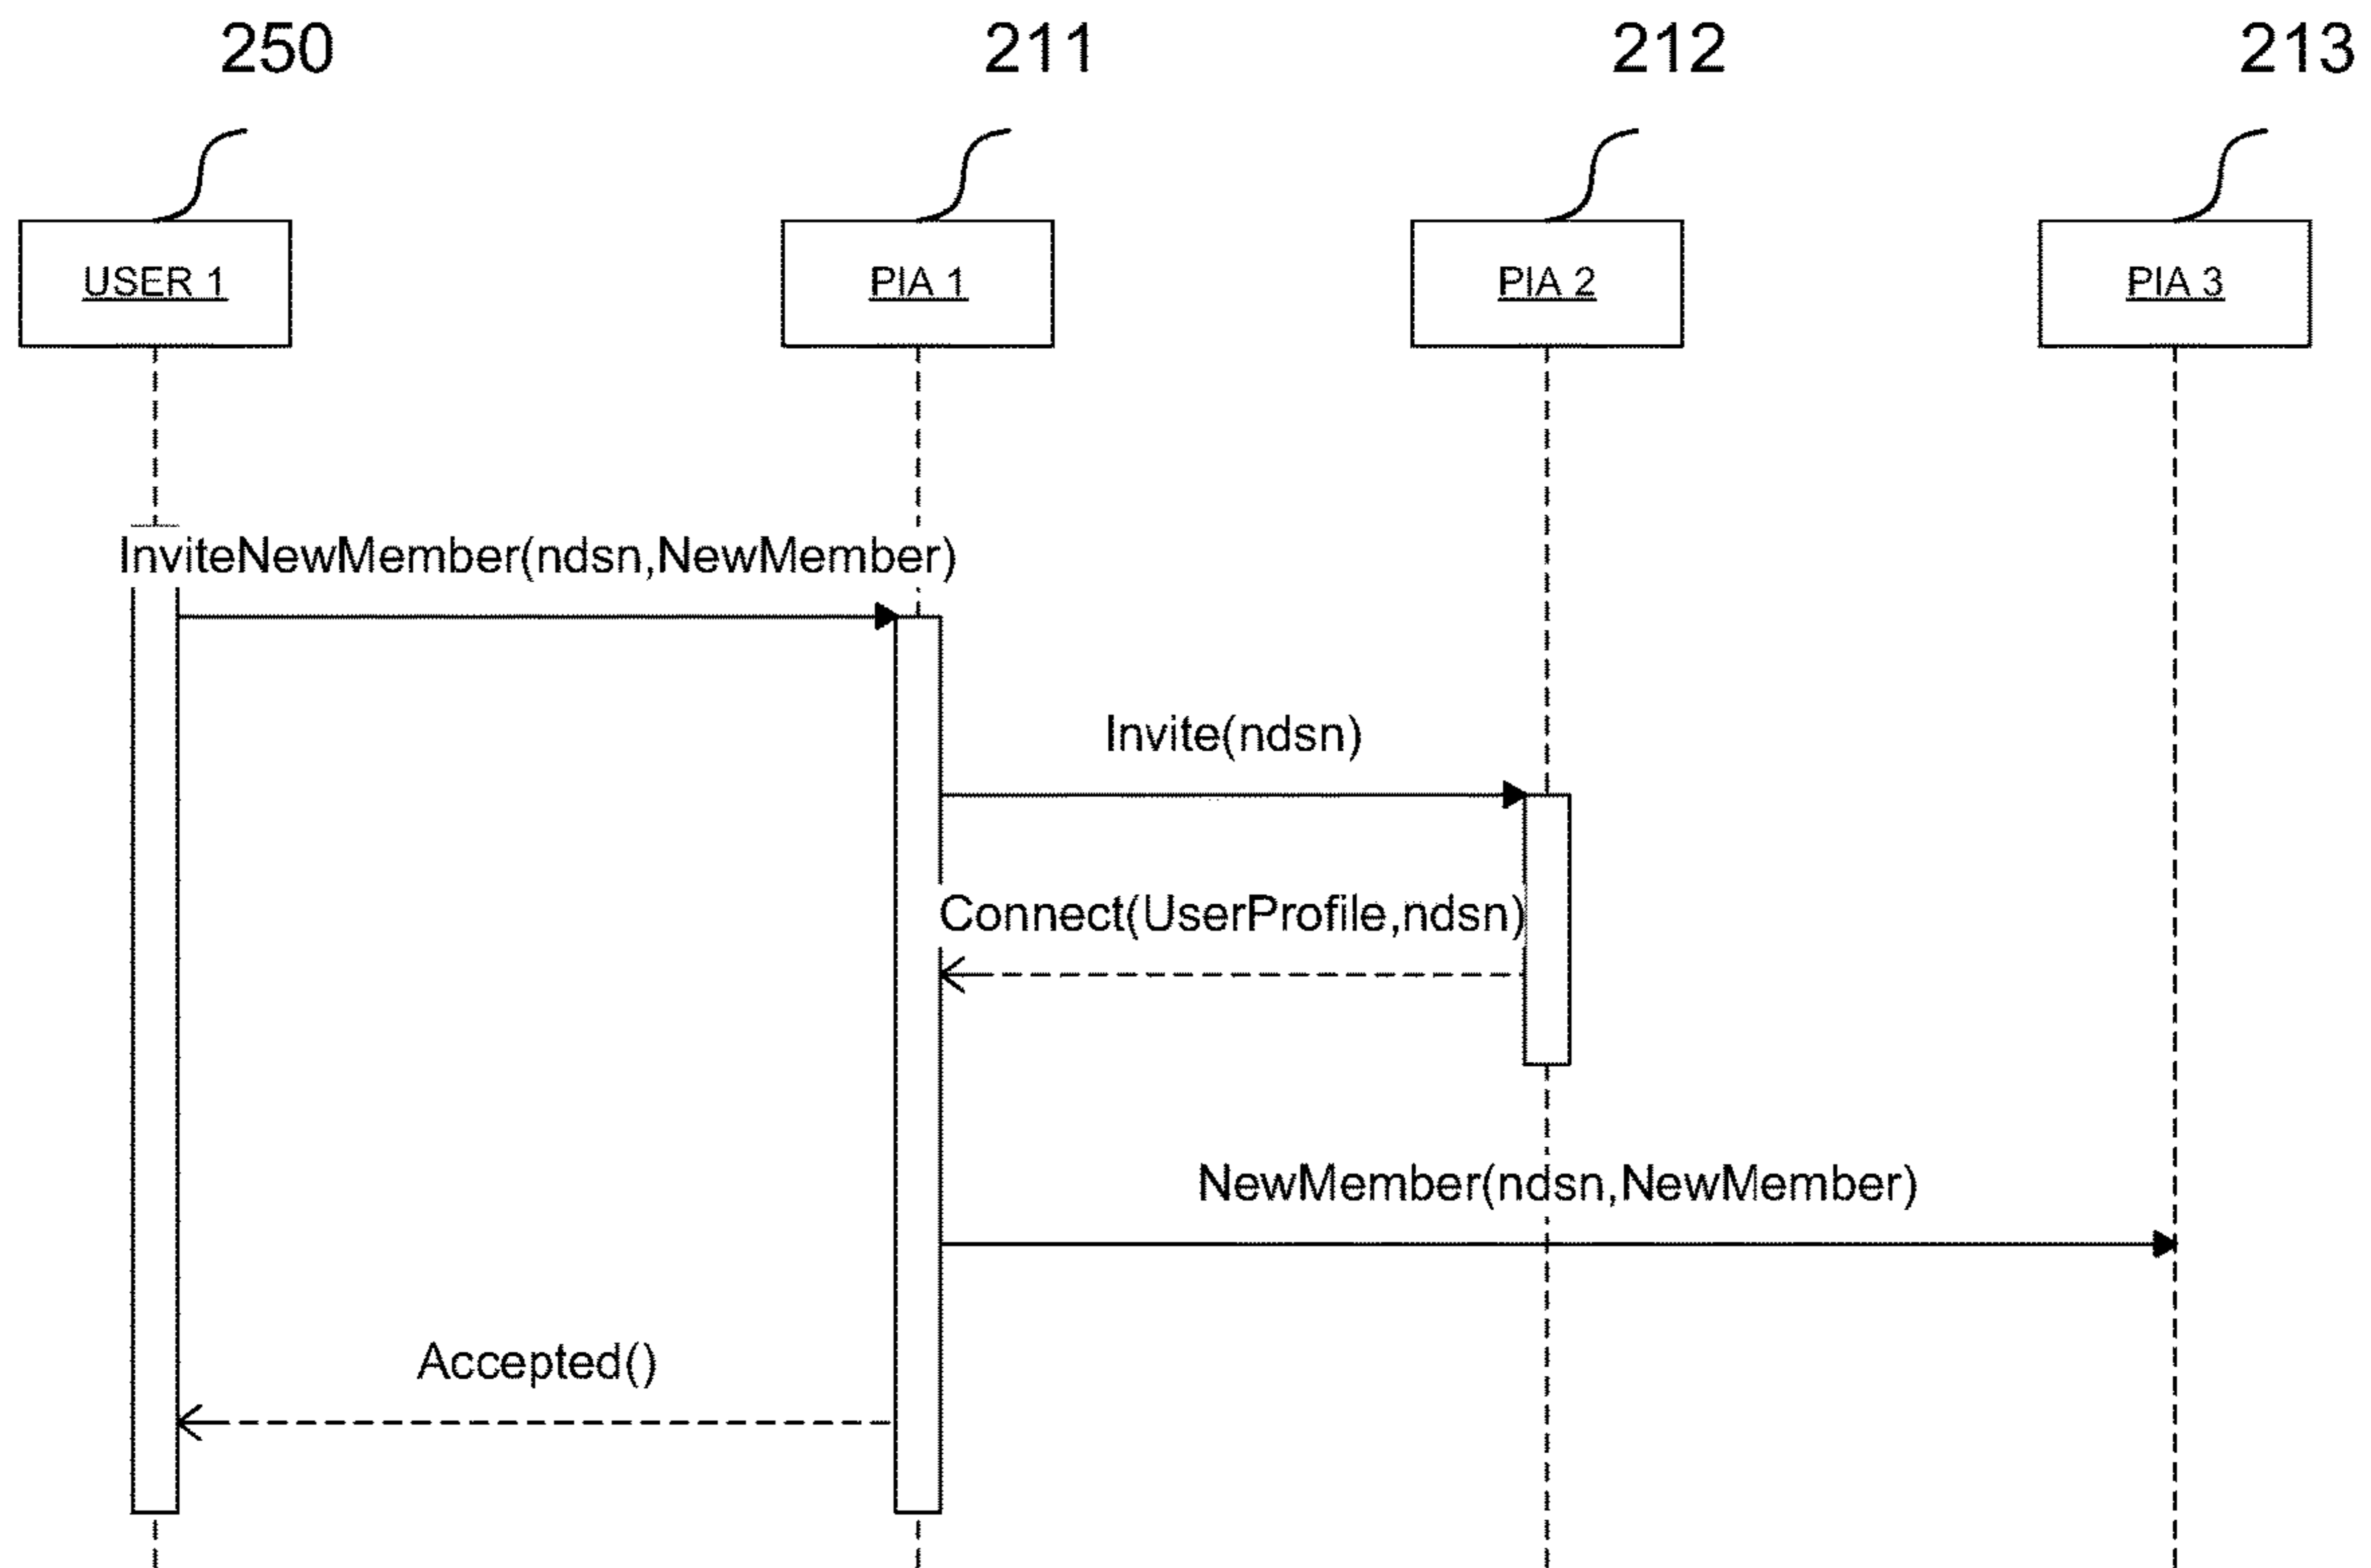 250 211 212 213
USER 1 PIA 1 PIA 2 PIA 3
InviteNewMember(ndsn,NewMember)
Invite(ndsn)
Connect(UserProfile,ndsn)
NewMember(ndsn,NewMember)
Accepted()